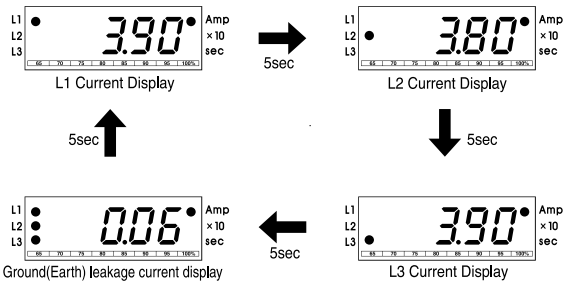 L1 3.90 Amp
L2 ×10
L3 sec
65 70 75 80 85 90 95 100%
L1 Current Display
5sec
L1 3.80 Amp
L2 ×10
L3 sec
65 70 75 80 85 90 95 100%
L2 Current Display
5sec
5sec
L1 0.06 Amp
L2 ×10
L3 sec
65 70 75 80 85 90 95 100%
Ground(Earth) leakage current display
5sec
L1 3.90 Amp
L2 ×10
L3 sec
65 70 75 80 85 90 95 100%
L3 Current Display